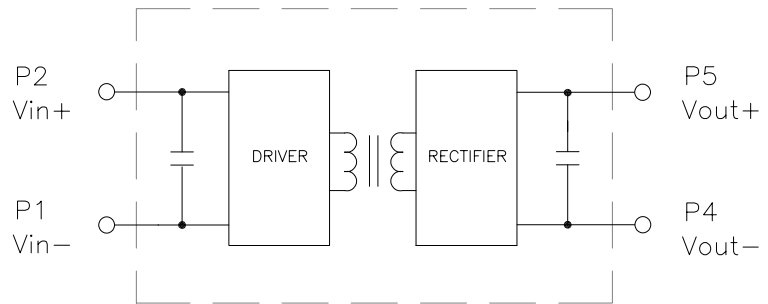 P2
Vin+
P1
Vin−
DRIVER
RECTIFIER
P5
Vout+
P4
Vout−